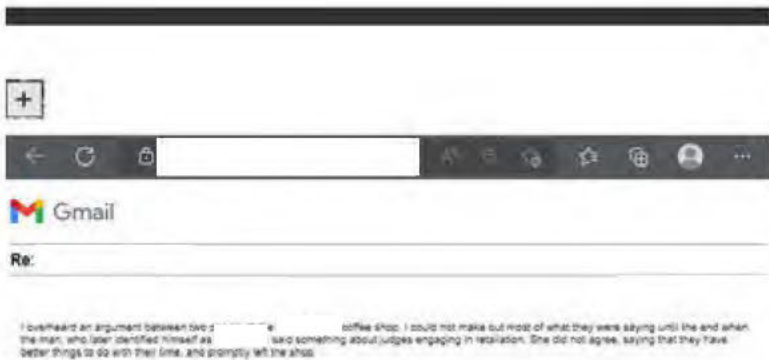 +
Gmail
Re:
I overheard an argument between two coffee shop. I could not make out most of what they were saying until the end when
the man, who later identified himself as said something about judges engaging in retaliation. She did not agree, saying that they have
better things to do with their time, and promptly left the shop.